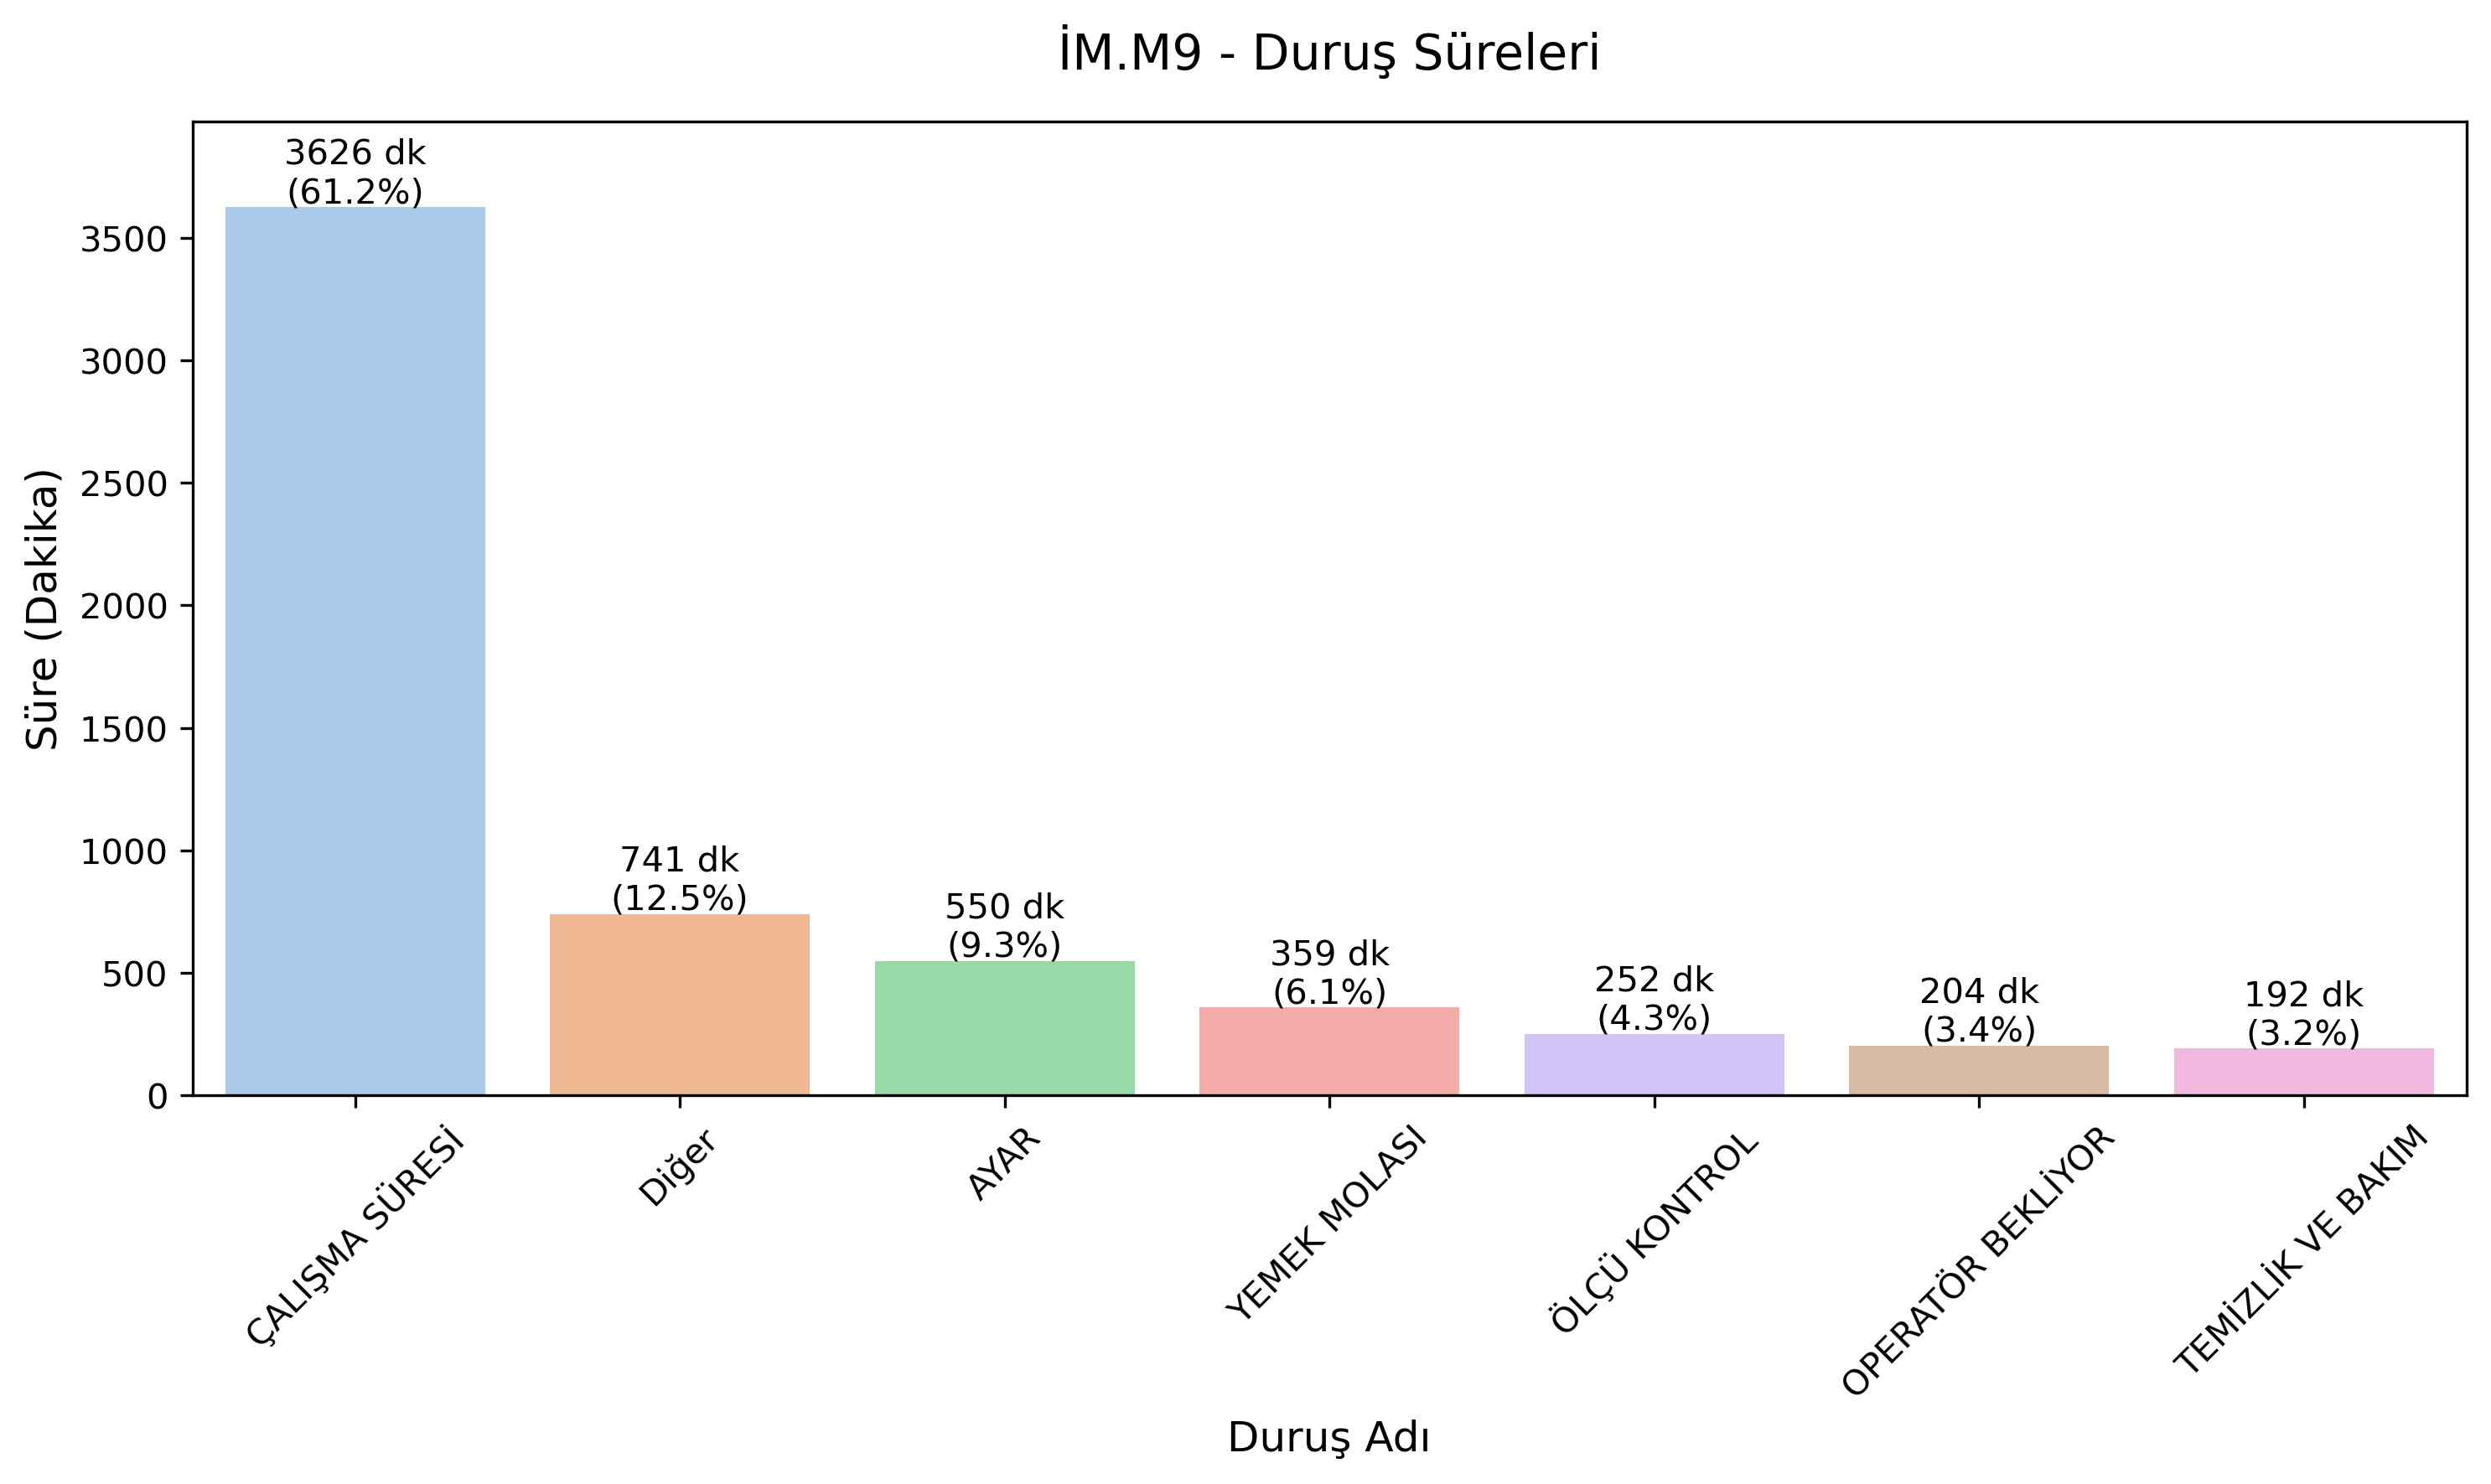 İM.M9 - Duruş Süreleri
Süre (Dakika)
3500
3000
2500
2000
1500
1000
500
0
3626 dk
(61.2%)
741 dk
(12.5%)
550 dk
(9.3%)
359 dk
(6.1%)
252 dk
(4.3%)
204 dk
(3.4%)
192 dk
(3.2%)
ÇALIŞMA SÜRESİ
Diğer
AYAR
YEMEK MOLASI
ÖLÇÜ KONTROL
OPERATÖR BEKLİYOR
TEMİZLİK VE BAKIM
Duruş Adı